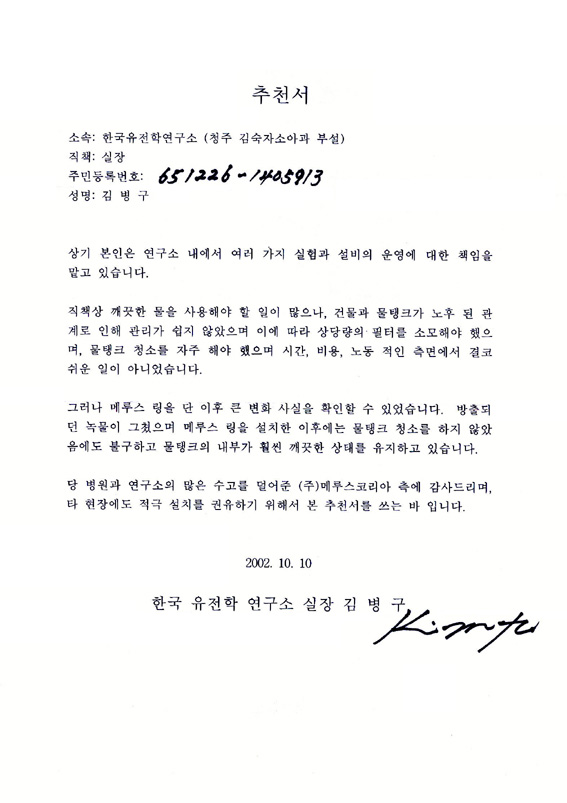 추천서
소속: 한국유전학연구소 (청주 김숙자소아과 부설)
직책: 실장
주민등록번호: 651226-1405913
성명: 김 병 구
상기 본인은 연구소 내에서 여러 가지 실험과 설비의 운영에 대한 책임을
맡고 있습니다.
직책상 깨끗한 물을 사용해야 할 일이 많으나, 건물과 물탱크가 노후 된 관
계로 인해 관리가 쉽지 않았으며 이에 따라 상당량의 필터를 소모해야 했으
며, 물탱크 청소를 자주 해야 했으며 시간, 비용, 노동 적인 측면에서 결코
쉬운 일이 아니었습니다.
그러나 메루스 링을 단 이후 큰 변화 사실을 확인할 수 있었습니다. 방출되
던 녹물이 그쳤으며 메루스 링을 설치한 이후에는 물탱크 청소를 하지 않았
음에도 불구하고 물탱크의 내부가 훨씬 깨끗한 상태를 유지하고 있습니다.
당 병원과 연구소의 많은 수고를 덜어준 (주)메루스코리아 측에 감사드리며,
타 현장에도 적극 설치를 권유하기 위해서 본 추천서를 쓰는 바 입니다.
2002. 10. 10
한국 유전학 연구소 실장 김 병 구